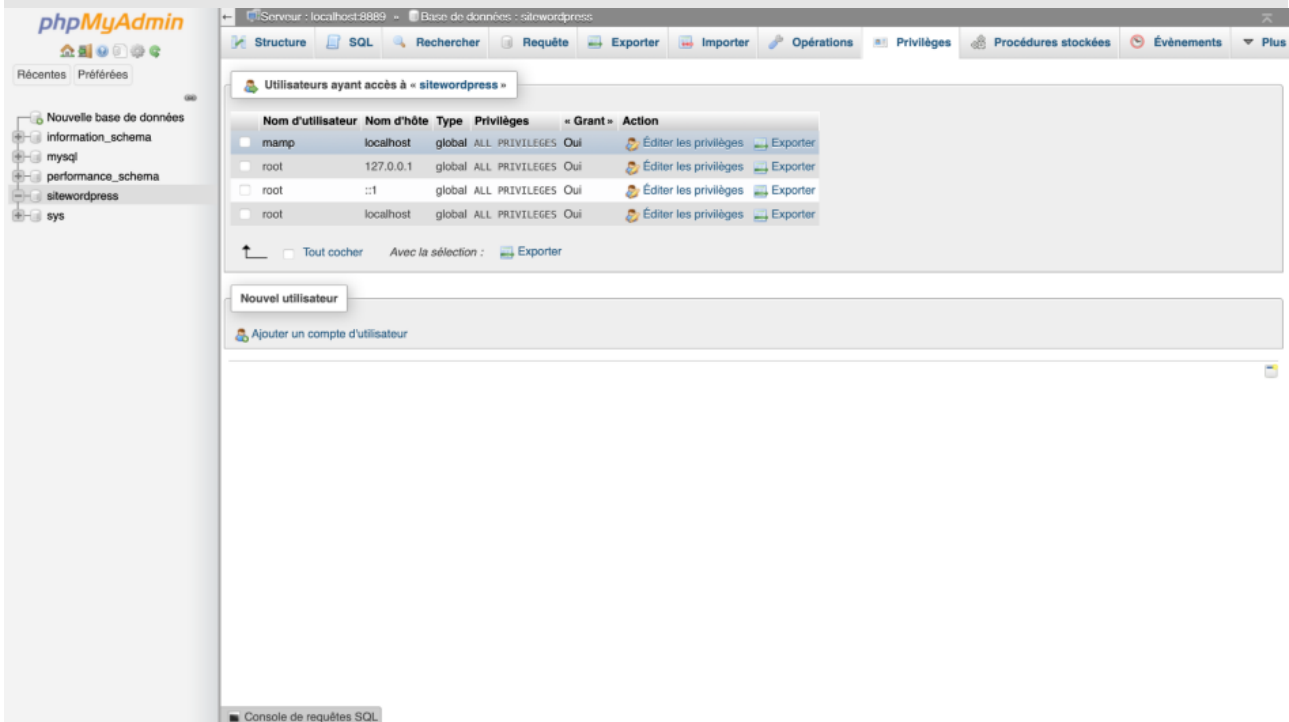 phpMyAdmin
Récentes Préférées
Nouvelle base de données
information_schema
mysql
performance_schema
sitewordpress
sys
Serveur : localhost:8889 » Base de données : sitewordpress
Structure SQL Rechercher Requête Exporter Importer Opérations Privilèges Procédures stockées Évènements Plus
Utilisateurs ayant accès à « sitewordpress »
Nom d'utilisateur Nom d'hôte Type Privilèges « Grant » Action
mamp localhost global ALL PRIVILEGES Oui Éditer les privilèges Exporter
root 127.0.0.1 global ALL PRIVILEGES Oui Éditer les privilèges Exporter
root ::1 global ALL PRIVILEGES Oui Éditer les privilèges Exporter
root localhost global ALL PRIVILEGES Oui Éditer les privilèges Exporter
Tout cocher Avec la sélection : Exporter
Nouvel utilisateur
Ajouter un compte d'utilisateur
Console de requêtes SQL